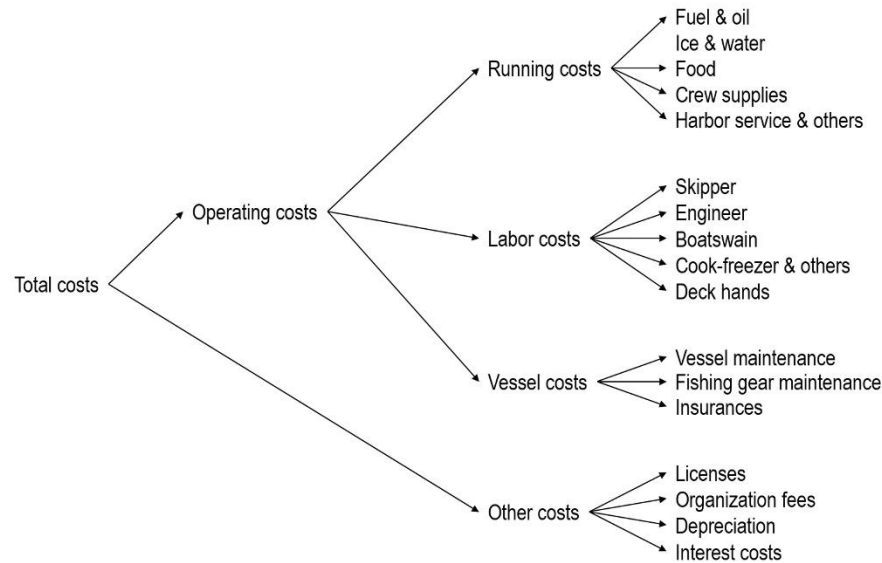 Total costs
Operating costs
Running costs
Fuel & oil
Ice & water
Food
Crew supplies
Harbor service & others
Labor costs
Skipper
Engineer
Boatswain
Cook-freezer & others
Deck hands
Vessel costs
Vessel maintenance
Fishing gear maintenance
Insurances
Other costs
Licenses
Organization fees
Depreciation
Interest costs